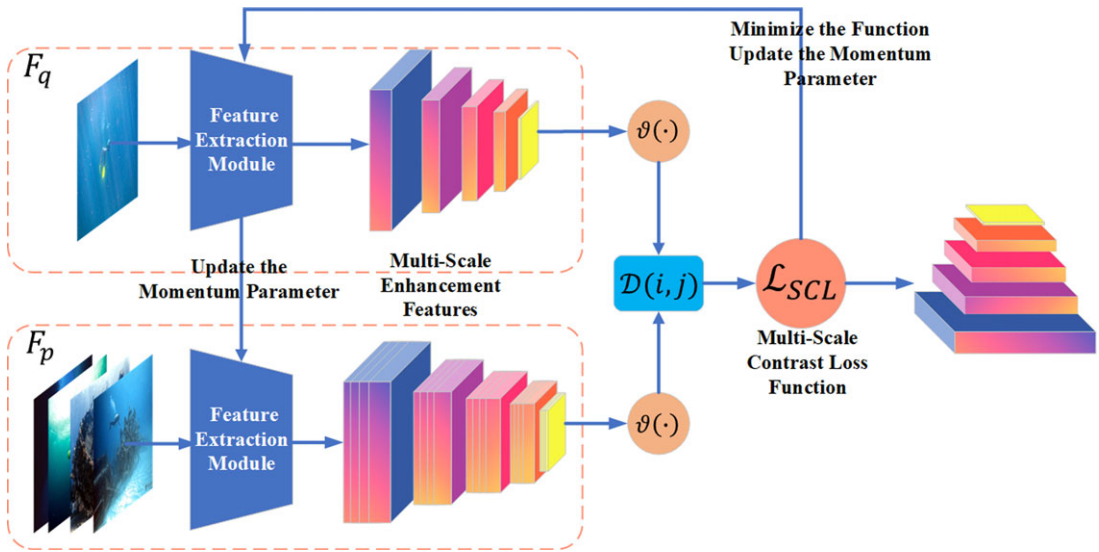 Minimize the Function
Update the Momentum
Parameter
F_q
Feature
Extraction
Module
ϑ(·)
Update the
Momentum Parameter
Multi-Scale
Enhancement
Features
𝒟(i, j)
ℒ_SCL
Multi-Scale
Contrast Loss
Function
F_p
Feature
Extraction
Module
ϑ(·)